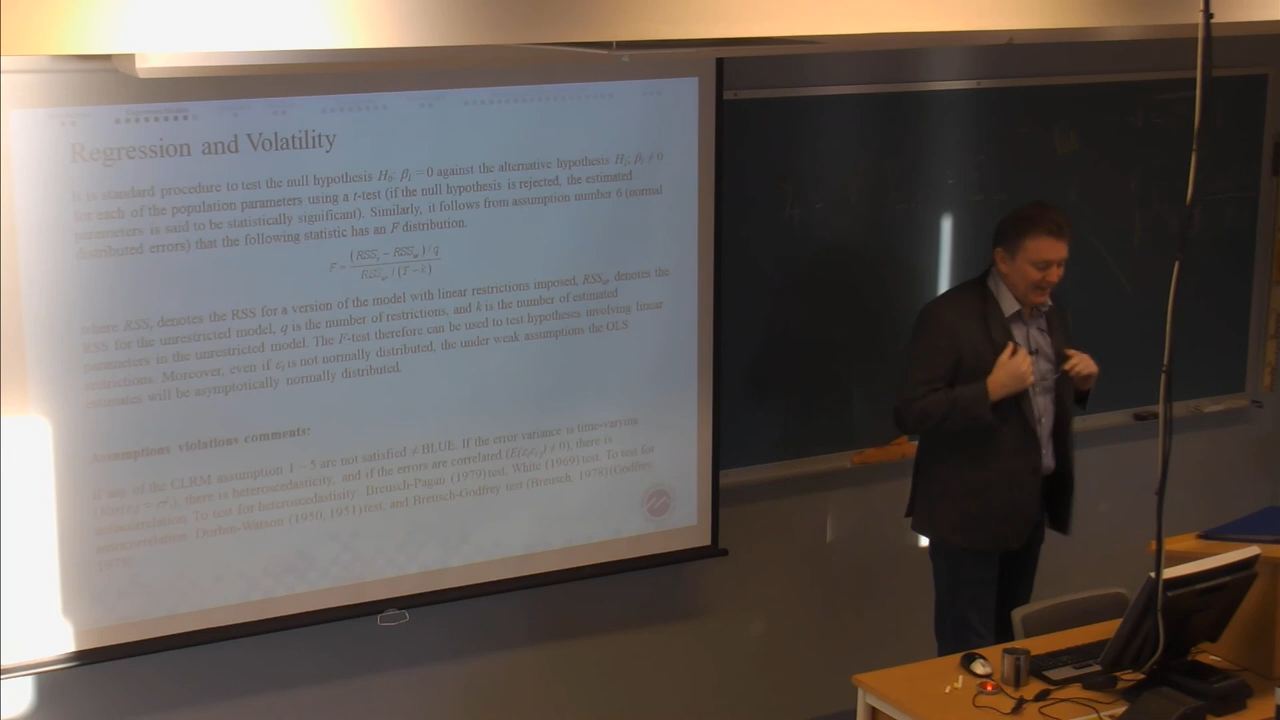 Regression and Volatility
It is standard procedure to test the null hypothesis H₀: βᵢ = 0 against the alternative hypothesis H₁: βᵢ ≠ 0
for each of the population parameters using a t-test (if the null hypothesis is rejected, the estimated
parameters is said to be statistically significant). Similarly, it follows from assumption number 6 (normal
distributed errors) that the following statistic has an F distribution.
F = (RSSᵣ − RSSᵤᵣ) / q
RSSᵤᵣ / (T − k)
where RSSᵣ denotes the RSS for a version of the model with linear restrictions imposed, RSSᵤᵣ denotes the
RSS for the unrestricted model, q is the number of restrictions, and k is the number of estimated
parameters in the unrestricted model. The F-test therefore can be used to test hypotheses involving linear
restrictions. Moreover, even if εₜ is not normally distributed, the under weak assumptions the OLS
estimates will be asymptotically normally distributed.
Assumptions violations comments:
If any of the CLRM assumption 1 – 5 are not satisfied ≠ BLUE. If the error variance is time-varying
there is heteroscedasticity, and if the errors are correlated there is
autocorrelation. To test for heteroscedastisity: Breusch-Pagan (1979) test, White (1969) test. To test for
autocorrelation: Durbin-Watson (1950, 1951) test, and Breusch-Godfrey test (Breusch, 1978) (Godfrey,
1978)